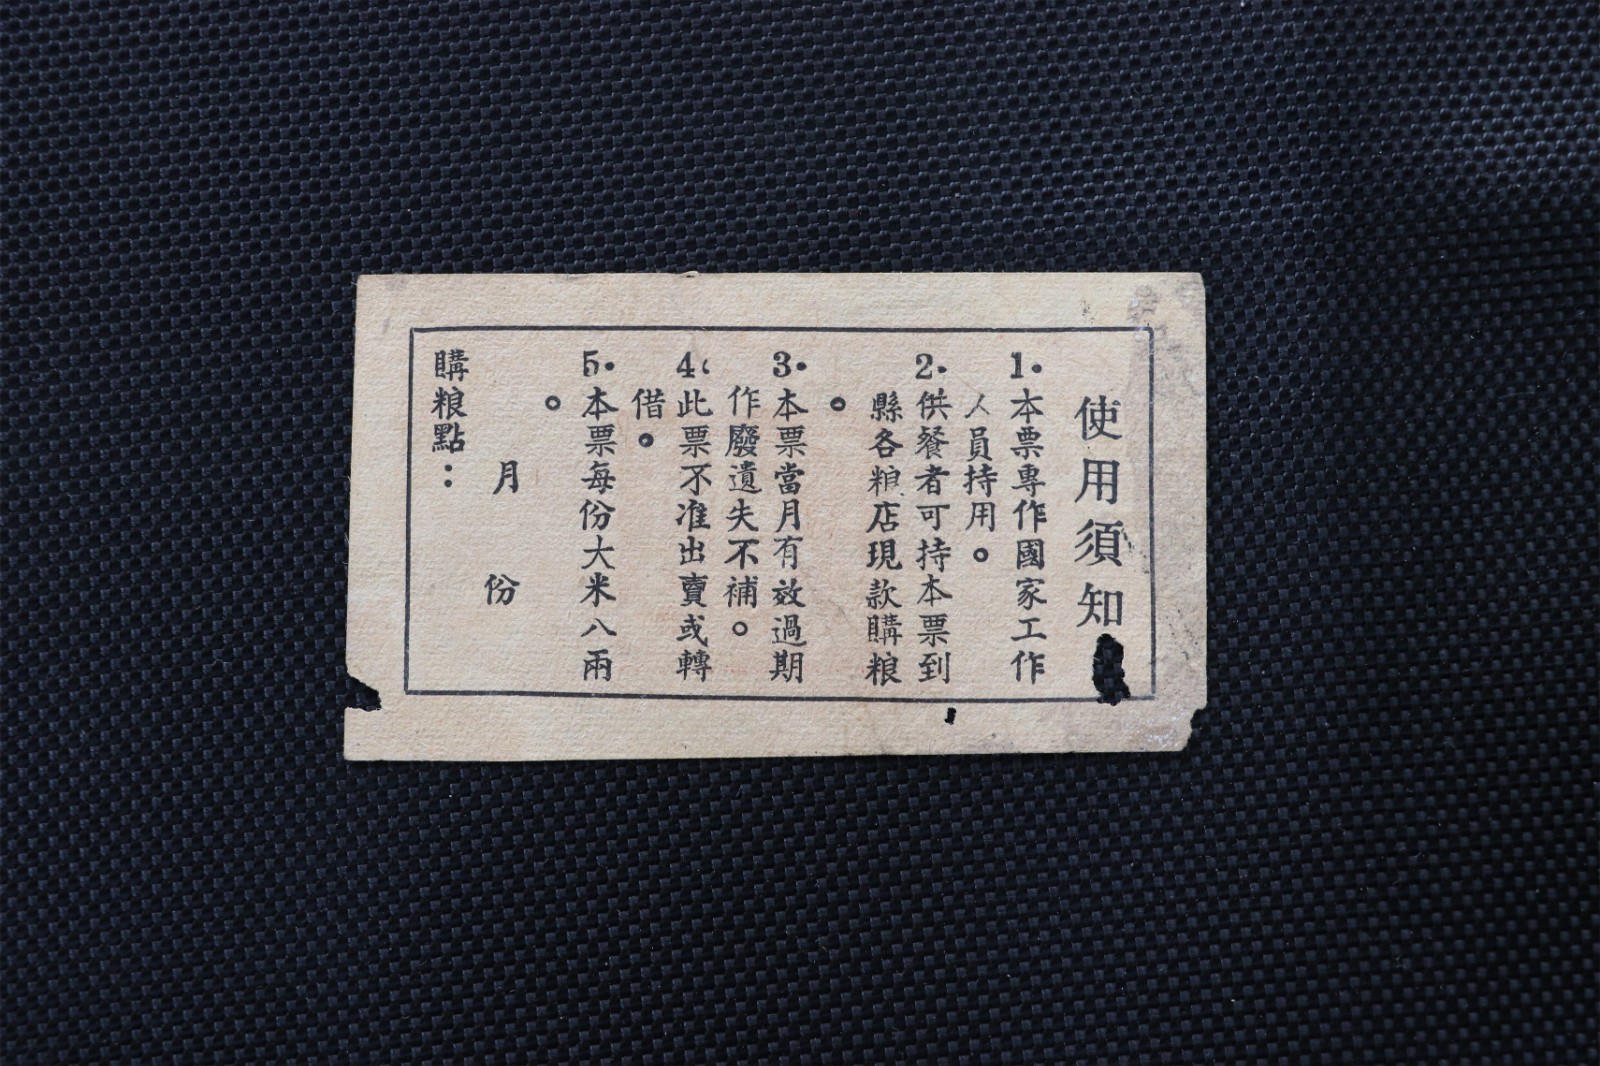 使用須知
1.本票專作國家工作
人員持用。
2.供餐者可持本票到
縣各粮店現款購粮
。
3.本票當月有效過期
作廢遺失不補。
4.此票不准出賣或轉
借。
5.本票每份大米八兩
。
月份
購粮點：